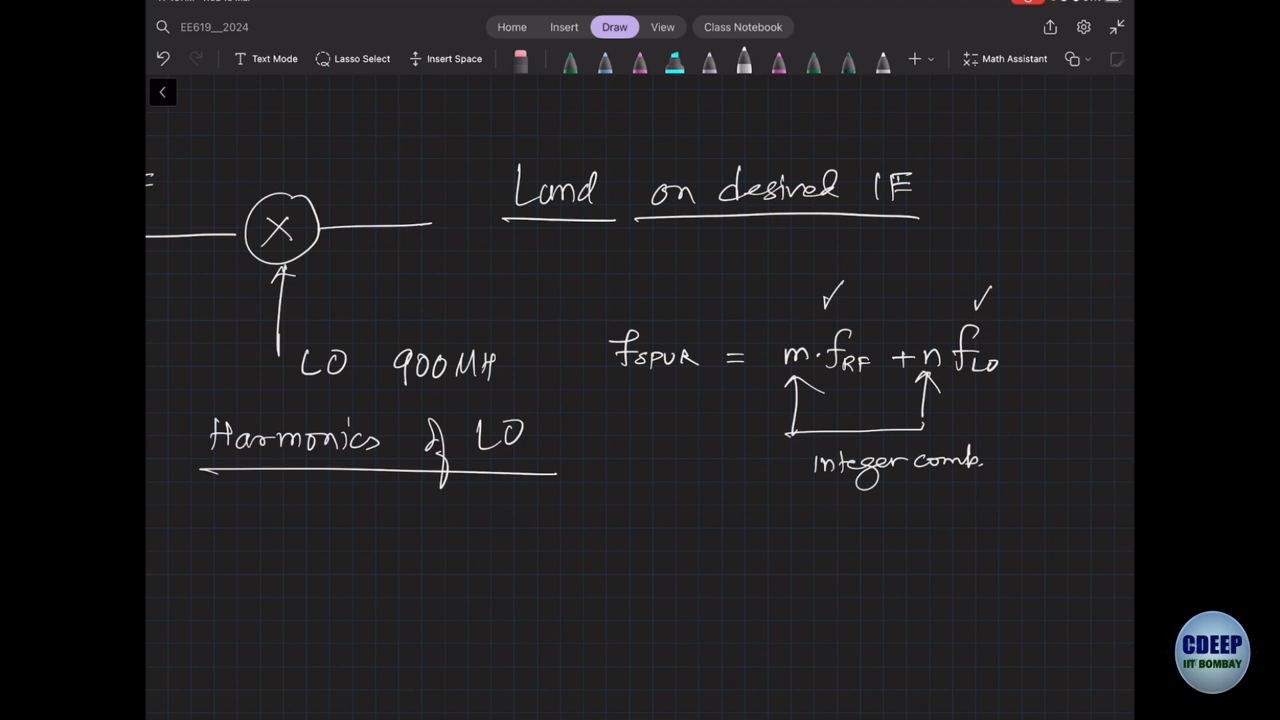 EE619__2024
Home Insert Draw View Class Notebook
Text Mode Lasso Select Insert Space Math Assistant
Land on desired IF
X
fSPUR = m·fRF + n fLO
LO 900MH
Harmonics of LO
integer comb.
CDEEP
IIT BOMBAY